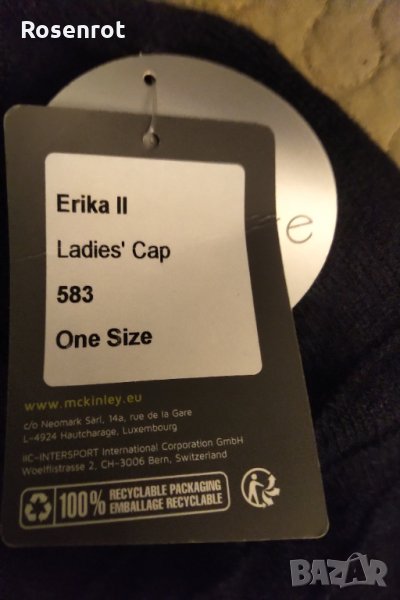 Rosenrot
Erika II
Ladies' Cap
583
One Size
www.mckinley.eu
c/o Neomark Sàrl, 14a, rue de la Gare
L-4924 Hautcharage, Luxembourg
IIC-INTERSPORT International Corporation GmbH
Woelflistrasse 2, CH-3006 Bern, Switzerland
100% RECYCLABLE PACKAGING
EMBALLAGE RECYCLABLE
BAZAR